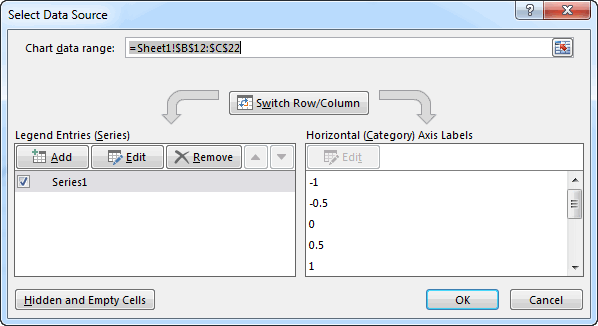 Select Data Source
?
Chart data range: =Sheet1!$B$12:$C$22
Switch Row/Column
Legend Entries (Series)
Horizontal (Category) Axis Labels
Add
Edit
Remove
Edit
Series1
-1
-0.5
0
0.5
1
Hidden and Empty Cells
OK
Cancel